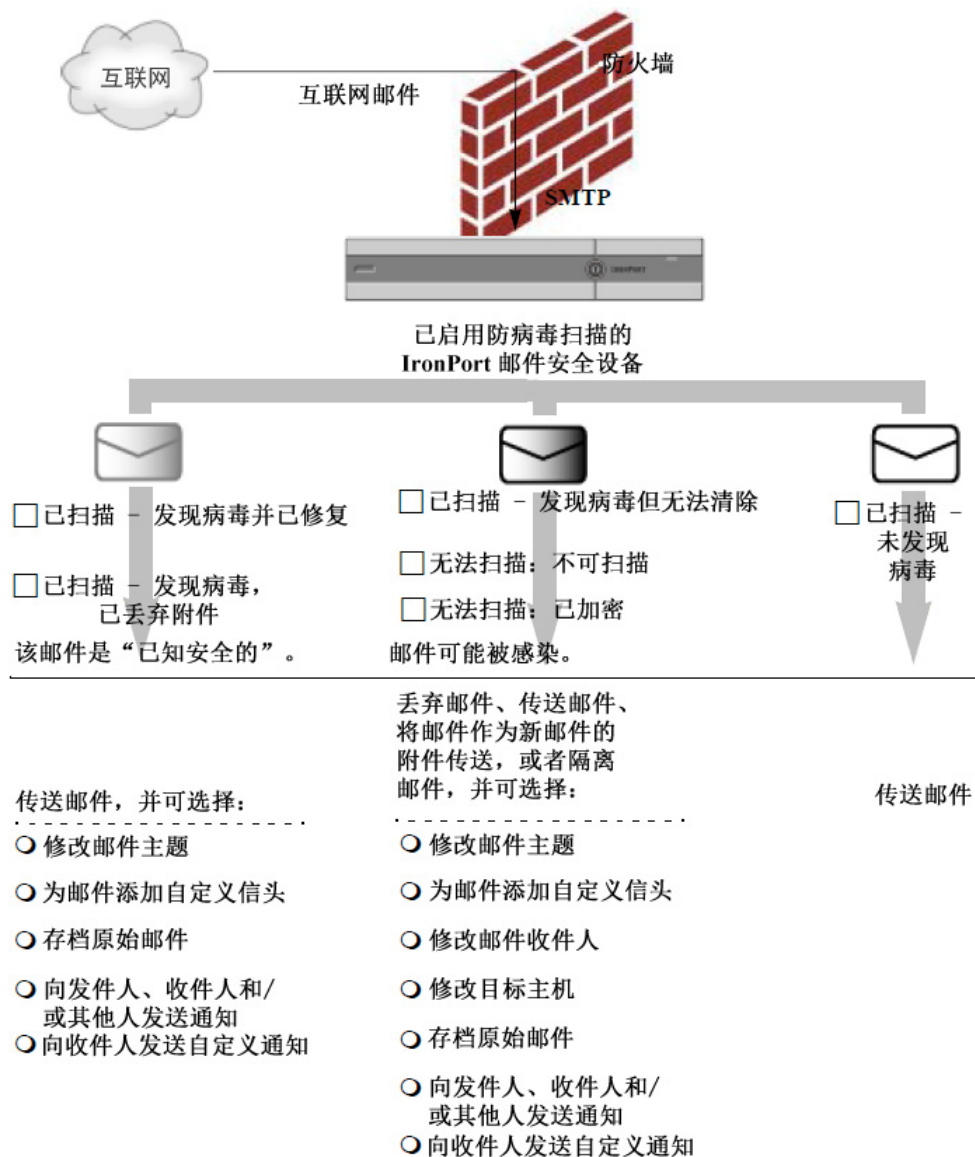 互联网
防火墙
互联网邮件
SMTP
IRONPORT
已启用防病毒扫描的
IronPort 邮件安全设备
已扫描 - 发现病毒并已修复
已扫描 - 发现病毒，
已丢弃附件
该邮件是“已知安全的”。
已扫描 - 发现病毒但无法清除
无法扫描：不可扫描
无法扫描：已加密
邮件可能被感染。
已扫描 -
未发现
病毒
传送邮件，并可选择：
修改邮件主题
为邮件添加自定义信头
存档原始邮件
向发件人、收件人和/
或其他人发送通知
向收件人发送自定义通知
丢弃邮件、传送邮件、
将邮件作为新邮件的
附件传送，或者隔离
邮件，并可选择：
修改邮件主题
为邮件添加自定义信头
修改邮件收件人
修改目标主机
存档原始邮件
向发件人、收件人和/
或其他人发送通知
向收件人发送自定义通知
传送邮件